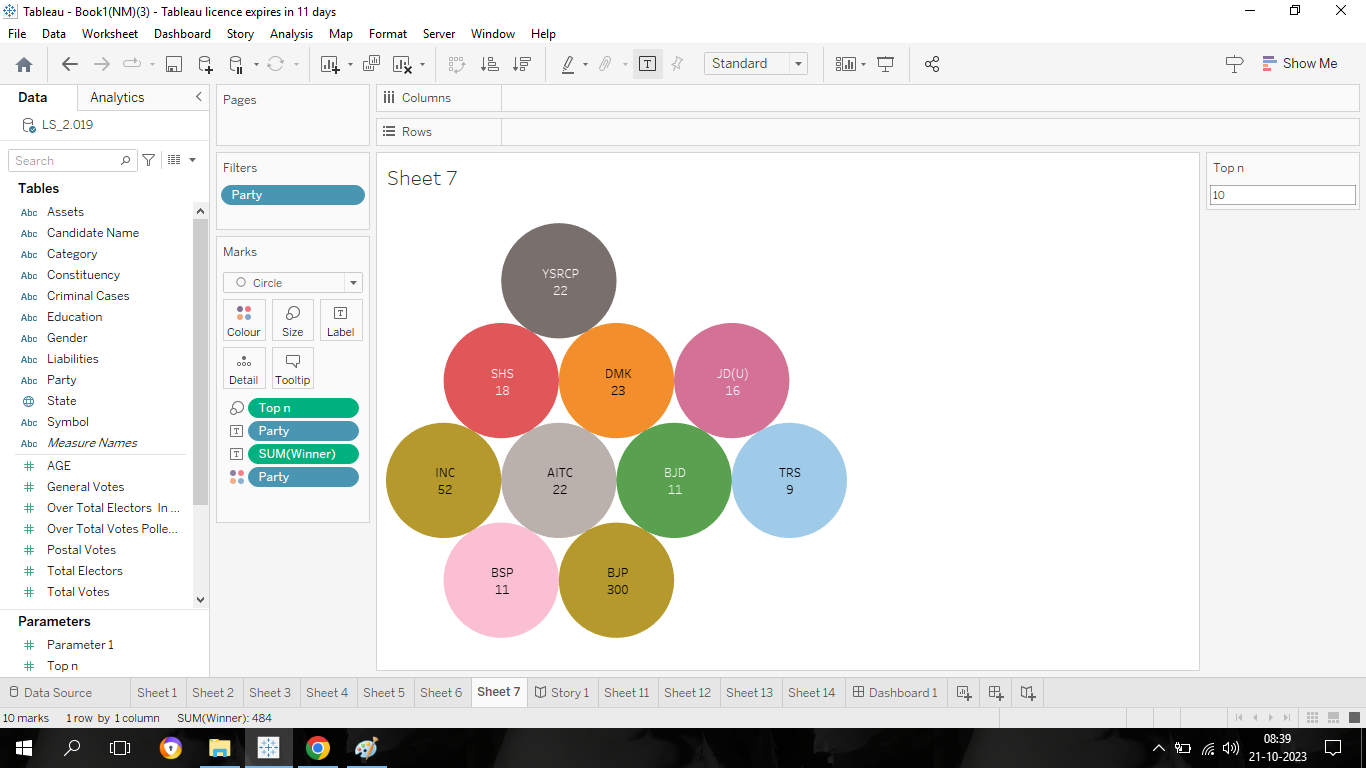 Tableau - Book1(NM)(3) - Tableau licence expires in 11 days
File Data Worksheet Dashboard Story Analysis Map Format Server Window Help
Standard
Show Me
Data Analytics
LS_2.019
Search
Tables
Abc Assets
Abc Candidate Name
Abc Category
Abc Constituency
Abc Criminal Cases
Abc Education
Abc Gender
Abc Liabilities
Abc Party
State
Abc Symbol
Abc Measure Names
# AGE
# General Votes
# Over Total Electors In ...
# Over Total Votes Polle...
# Postal Votes
# Total Electors
# Total Votes
Parameters
# Parameter 1
# Top n
Pages
Filters
Party
Marks
Circle
Colour Size Label
Detail Tooltip
Top n
Party
SUM(Winner)
Party
Columns
Rows
Sheet 7
YSRCP
22
SHS
18
DMK
23
JD(U)
16
INC
52
AITC
22
BJD
11
TRS
9
BSP
11
BJP
300
Top n
10
Data Source Sheet 1 Sheet 2 Sheet 3 Sheet 4 Sheet 5 Sheet 6 Sheet 7 Story 1 Sheet 11 Sheet 12 Sheet 13 Sheet 14 Dashboard 1
10 marks 1 row by 1 column SUM(Winner): 484
08:39
21-10-2023